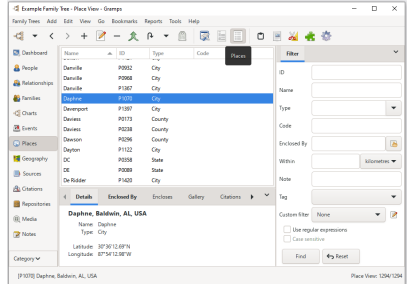 Example Family Tree - Place View - Gramps
Family Trees Add Edit View Go Bookmarks Reports Tools Help
Places
Dashboard
People
Relationships
Families
Charts
Events
Places
Geography
Sources
Citations
Repositories
Media
Notes
Category
Name ID Type Code
Danville P0932 City
Danville P0968 City
Danville P1367 City
Daphne P1070 City
Davenport P1397 City
Daviess P0173 County
Daviess P0238 County
Dawson P0296 County
Dayton P1122 City
DC P0358 State
DE P0089 State
De Ridder P1420 City
Details Enclosed By Encloses Gallery Citations
Daphne, Baldwin, AL, USA
Name Daphne
Type City
Latitude 30°36'12.69"N
Longitude 87°54'12.98"W
Filter
ID
Name
Type
Code
Enclosed By
Within kilometres
Note
Tag
Custom filter None
Use regular expressions
Case sensitive
Find Reset
[P1070] Daphne, Baldwin, AL, USA
Place View: 1294/1294